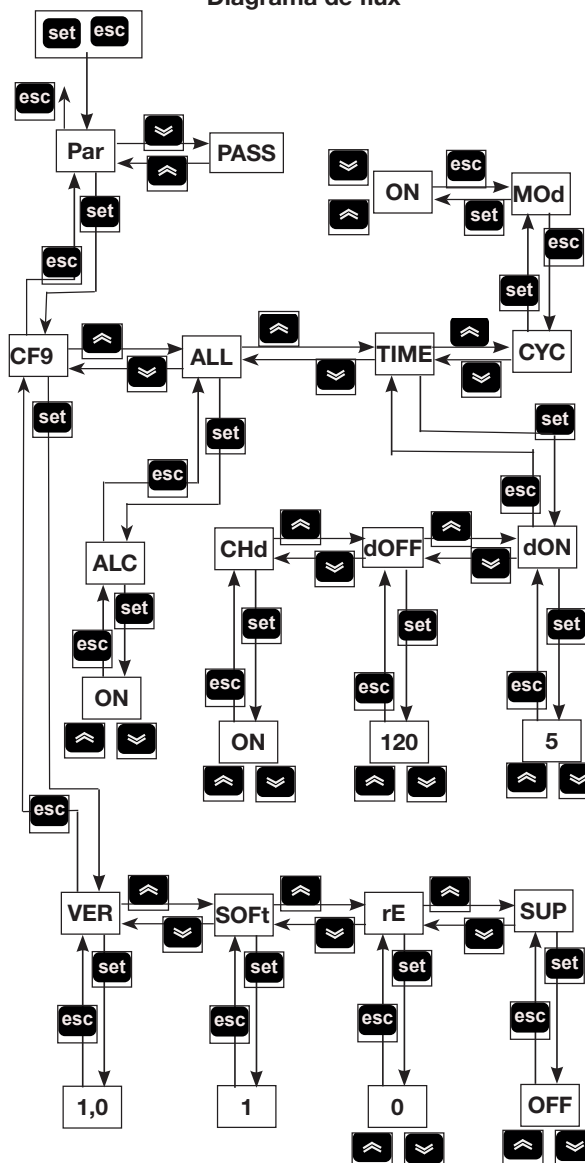 Diagrama de flux
set esc
esc
Par
PASS
set
esc
ON
esc
MOd
set
set
esc
CF9
ALL
TIME
CYC
set
set
set
esc
esc
ALC
CHd
dOFF
dON
set
set
set
set
esc
esc
esc
esc
ON
ON
120
5
esc
VER
SOFt
rE
SUP
set
set
set
set
esc
esc
esc
esc
1,0
1
0
OFF